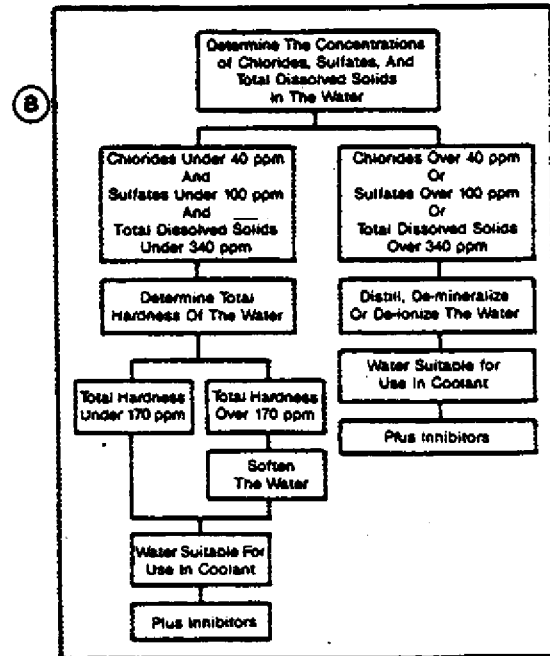 B
Determine The Concentrations
of Chlorides, Sulfates, And
Total Dissolved Solids
In The Water
Chlorides Under 40 ppm
And
Sulfates Under 100 ppm
And
Total Dissolved Solids
Under 340 ppm
Chlorides Over 40 ppm
Or
Sulfates Over 100 ppm
Or
Total Dissolved Solids
Over 340 ppm
Determine Total
Hardness Of The Water
Distill, De-mineralize
Or De-ionize The Water
Total Hardness
Under 170 ppm
Total Hardness
Over 170 ppm
Water Suitable for
Use In Coolant
Plus Inhibitors
Soften
The Water
Water Suitable For
Use In Coolant
Plus Inhibitors